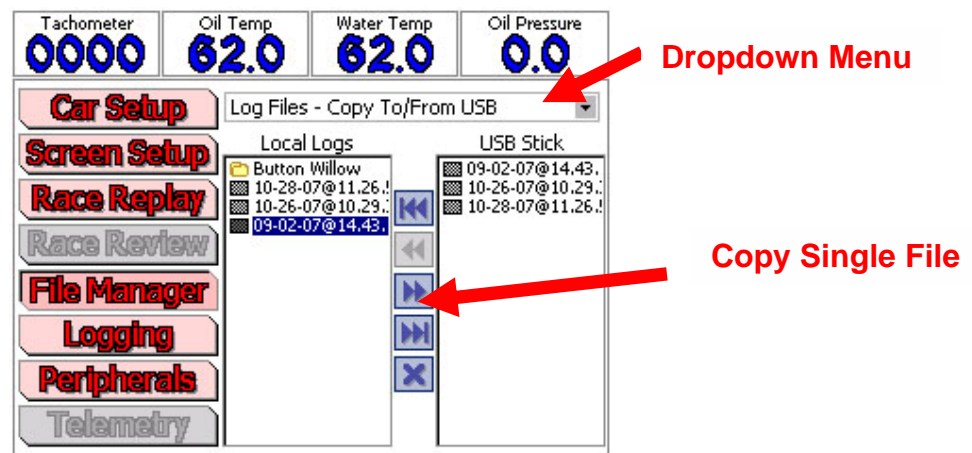 Tachometer Oil Temp Water Temp Oil Pressure
0000 62.0 62.0 0.0
Dropdown Menu
Car Setup
Log Files - Copy To/From USB
Screen Setup
Local Logs
USB Stick
Button Willow
10-28-07@11.26.
10-26-07@10.29.
09-02-07@14.43.
09-02-07@14.43.
10-26-07@10.29.
10-28-07@11.26.
Race Replay
Race Review
File Manager
Logging
Peripherals
Telemetry
Copy Single File